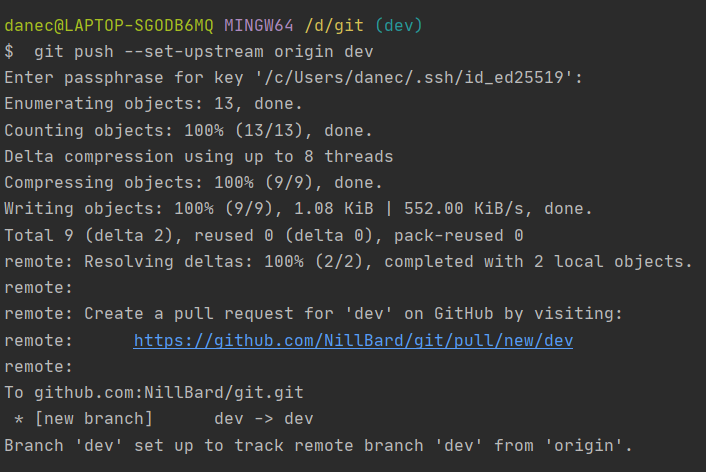 danec@LAPTOP-SGODB6MQ MINGW64 /d/git (dev)
$  git push --set-upstream origin dev
Enter passphrase for key '/c/Users/danec/.ssh/id_ed25519':
Enumerating objects: 13, done.
Counting objects: 100% (13/13), done.
Delta compression using up to 8 threads
Compressing objects: 100% (9/9), done.
Writing objects: 100% (9/9), 1.08 KiB | 552.00 KiB/s, done.
Total 9 (delta 2), reused 0 (delta 0), pack-reused 0
remote: Resolving deltas: 100% (2/2), completed with 2 local objects.
remote:
remote: Create a pull request for 'dev' on GitHub by visiting:
remote:      https://github.com/NillBard/git/pull/new/dev
remote:
To github.com:NillBard/git.git
 * [new branch]      dev -> dev
Branch 'dev' set up to track remote branch 'dev' from 'origin'.